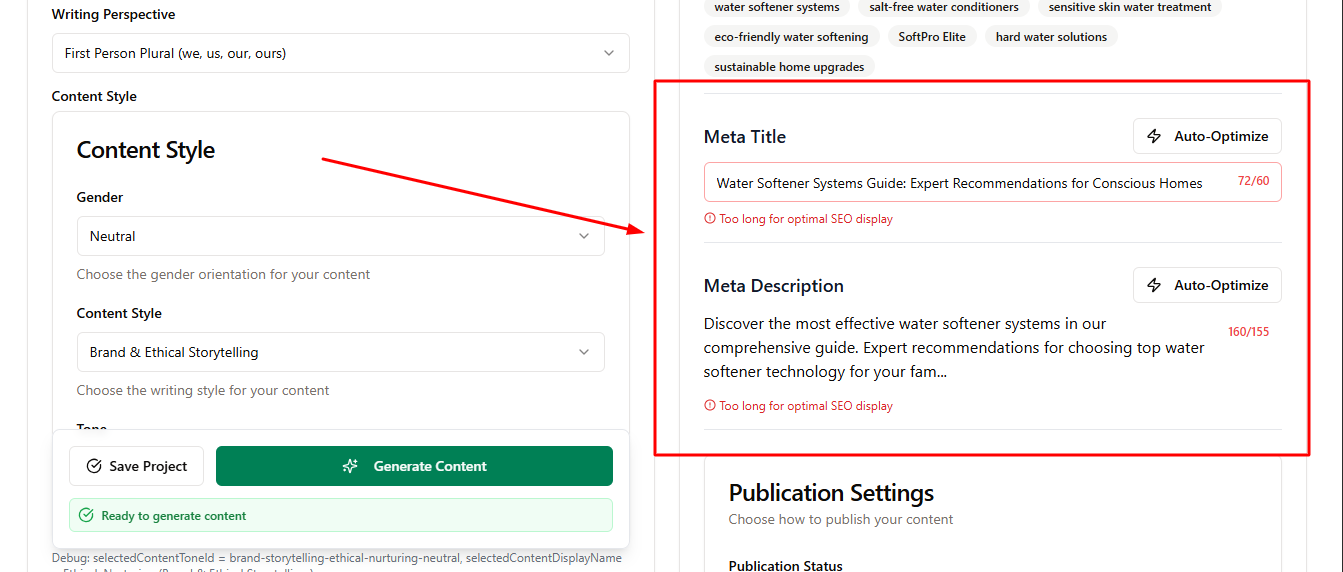 Writing Perspective
First Person Plural (we, us, our, ours)
Content Style
Content Style
Gender
Neutral
Choose the gender orientation for your content
Content Style
Brand & Ethical Storytelling
Choose the writing style for your content
Tone
Save Project
Generate Content
Ready to generate content
Debug: selectedContentToneId = brand-storytelling-ethical-nurturing-neutral, selectedContentDisplayName
water softener systems
salt-free water conditioners
sensitive skin water treatment
eco-friendly water softening
SoftPro Elite
hard water solutions
sustainable home upgrades
Meta Title
Auto-Optimize
Water Softener Systems Guide: Expert Recommendations for Conscious Homes
72/60
Too long for optimal SEO display
Meta Description
Auto-Optimize
Discover the most effective water softener systems in our
comprehensive guide. Expert recommendations for choosing top water
softener technology for your fam...
160/155
Too long for optimal SEO display
Publication Settings
Choose how to publish your content
Publication Status